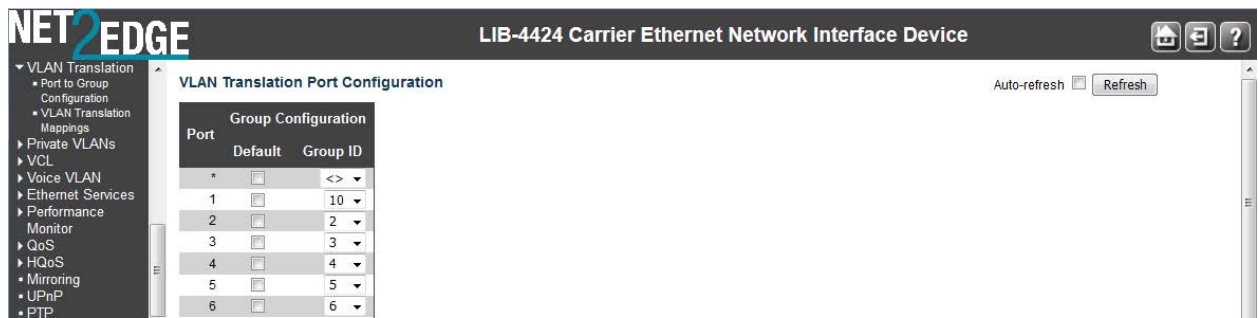 NET2EDGE
LIB-4424 Carrier Ethernet Network Interface Device
?
VLAN Translation
Port to Group
Configuration
VLAN Translation
Mappings
Private VLANs
VCL
Voice VLAN
Ethernet Services
Performance
Monitor
QoS
HQoS
Mirroring
UPnP
PTP
VLAN Translation Port Configuration
Auto-refresh Refresh
Port Group Configuration
Default Group ID
* <>
1 10
2 2
3 3
4 4
5 5
6 6